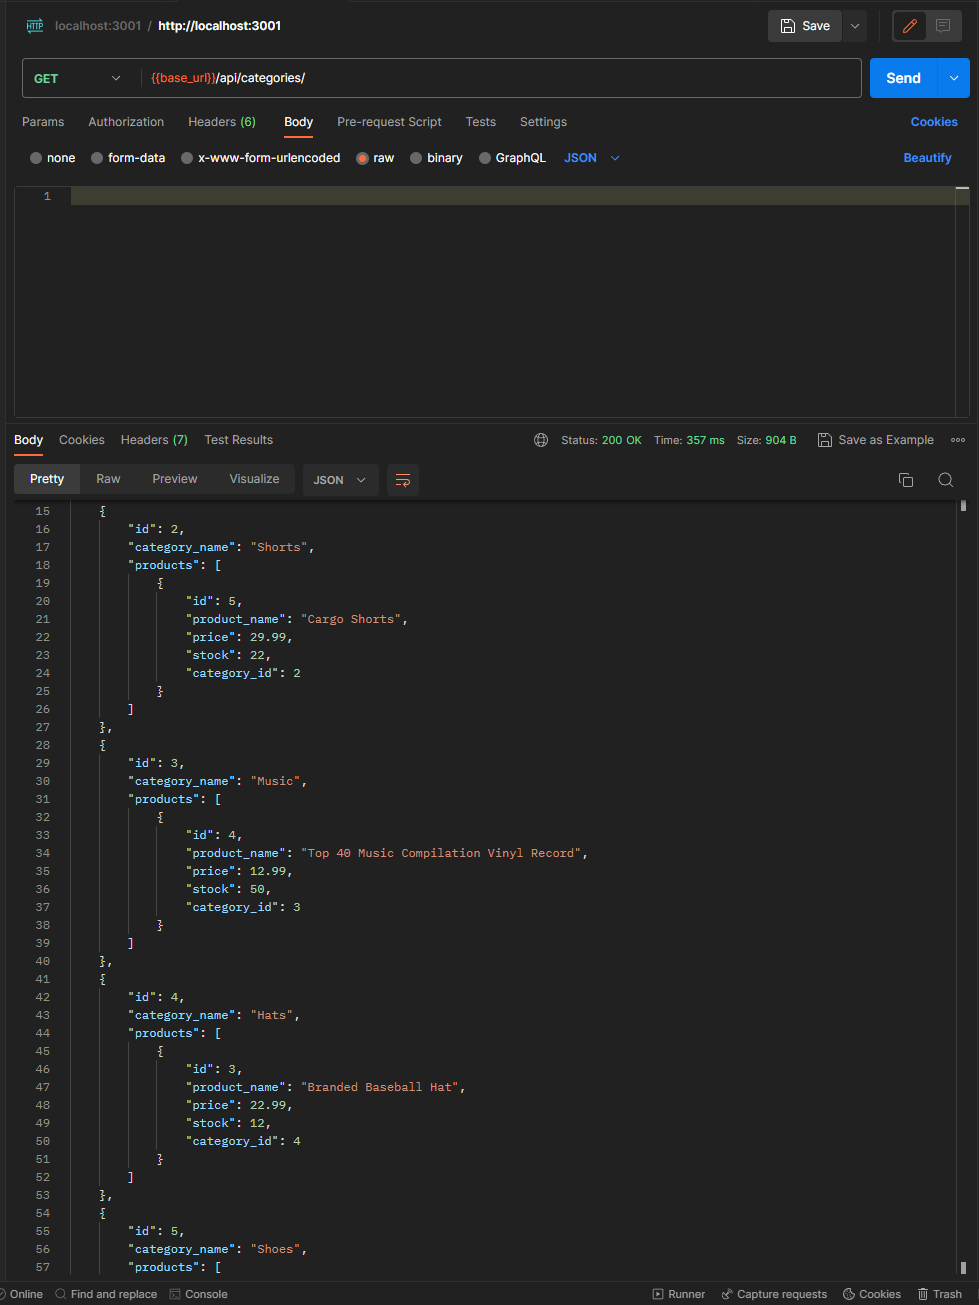 HTTP localhost:3001 / http://localhost:3001 Save
GET {{base_url}}/api/categories/ Send
Params Authorization Headers (6) Body Pre-request Script Tests Settings Cookies
none form-data x-www-form-urlencoded raw binary GraphQL JSON Beautify
1
Body Cookies Headers (7) Test Results Status: 200 OK Time: 357 ms Size: 904 B Save as Example
Pretty Raw Preview Visualize JSON
15 {
16 "id": 2,
17 "category_name": "Shorts",
18 "products": [
19 {
20 "id": 5,
21 "product_name": "Cargo Shorts",
22 "price": 29.99,
23 "stock": 22,
24 "category_id": 2
25 }
26 ]
27 },
28 {
29 "id": 3,
30 "category_name": "Music",
31 "products": [
32 {
33 "id": 4,
34 "product_name": "Top 40 Music Compilation Vinyl Record",
35 "price": 12.99,
36 "stock": 50,
37 "category_id": 3
38 }
39 ]
40 },
41 {
42 "id": 4,
43 "category_name": "Hats",
44 "products": [
45 {
46 "id": 3,
47 "product_name": "Branded Baseball Hat",
48 "price": 22.99,
49 "stock": 12,
50 "category_id": 4
51 }
52 ]
53 },
54 {
55 "id": 5,
56 "category_name": "Shoes",
57 "products": [
Online Find and replace Console Runner Capture requests Cookies Trash